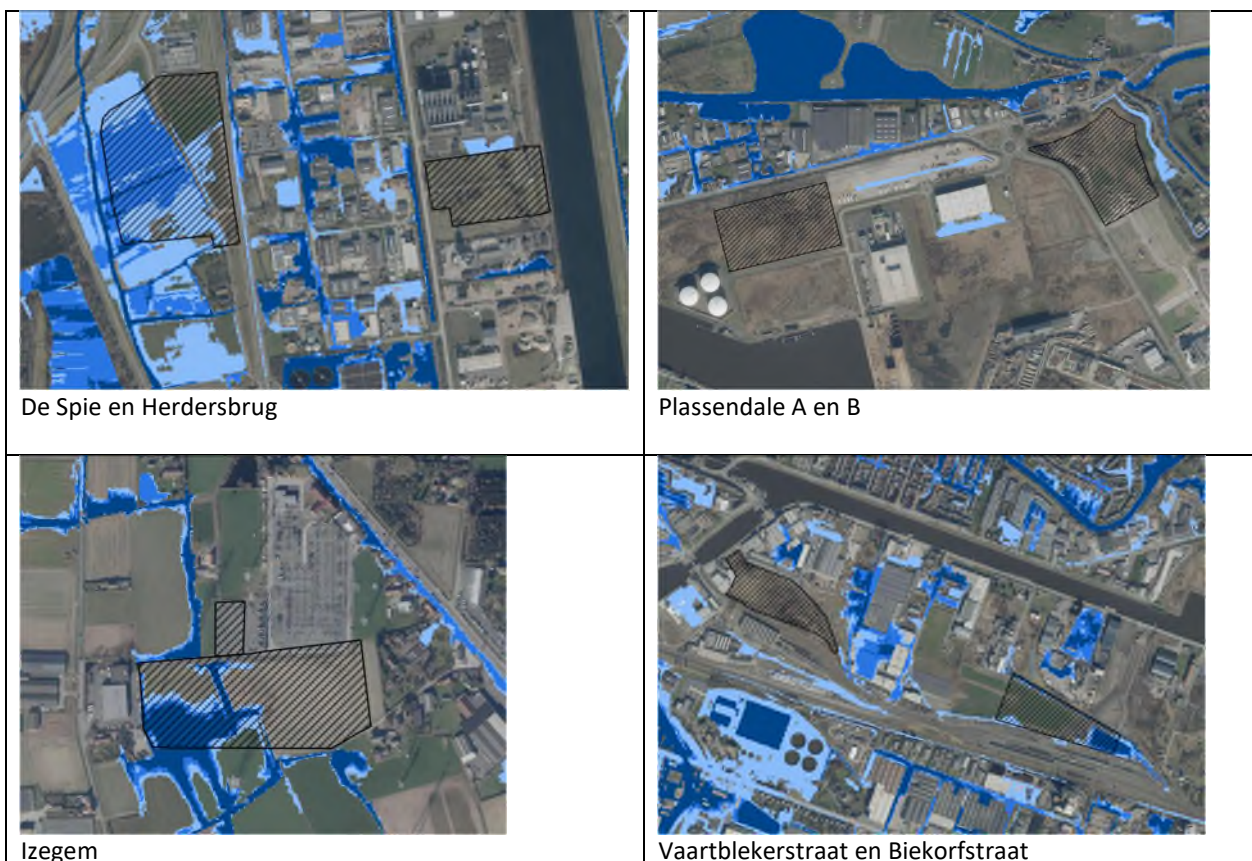 De Spie en Herdersbrug
Plassendale A en B
Izegem
Vaartblekerstraat en Biekorfstraat